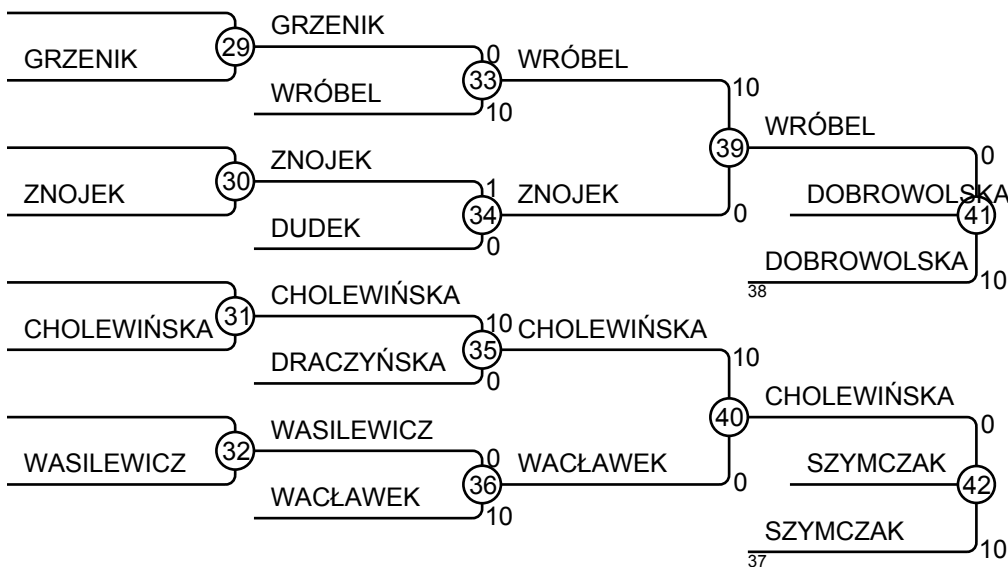 GRZENIK
29
GRZENIK
0
WRÓBEL
33
10
WRÓBEL
10
ZNOJEK
30
ZNOJEK
1
DUDEK
34
0
ZNOJEK
0
39
WRÓBEL
0
DOBROWOLSKA
41
DOBROWOLSKA
10
38
CHOLEWIŃSKA
31
CHOLEWIŃSKA
10
DRACZYŃSKA
35
0
CHOLEWIŃSKA
10
WASILEWICZ
32
WASILEWICZ
0
WACŁAWEK
36
10
WACŁAWEK
0
40
CHOLEWIŃSKA
0
SZYMCZAK
42
SZYMCZAK
10
37